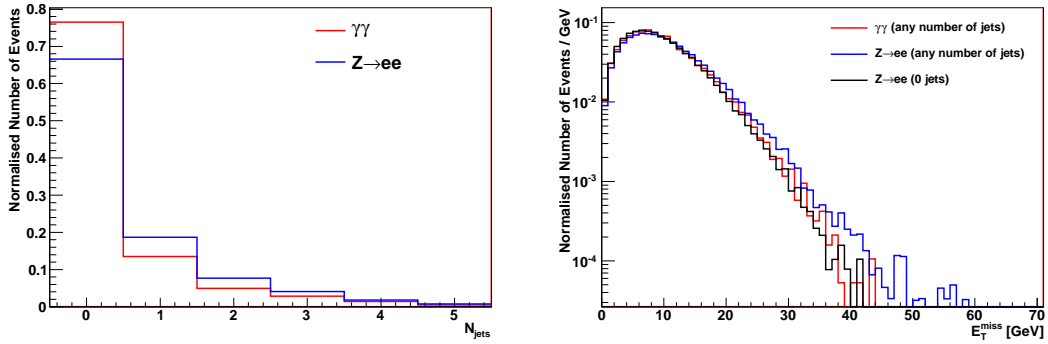 Normalised Number of Events
0.8
0.7
0.6
0.5
0.4
0.3
0.2
0.1
0
γγ
Z→ee
0 1 2 3 4 5
N_jets
Normalised Number of Events / GeV
10⁻¹
10⁻²
10⁻³
10⁻⁴
γγ (any number of jets)
Z→ee (any number of jets)
Z→ee (0 jets)
0 10 20 30 40 50 60 70
E_T^miss [GeV]